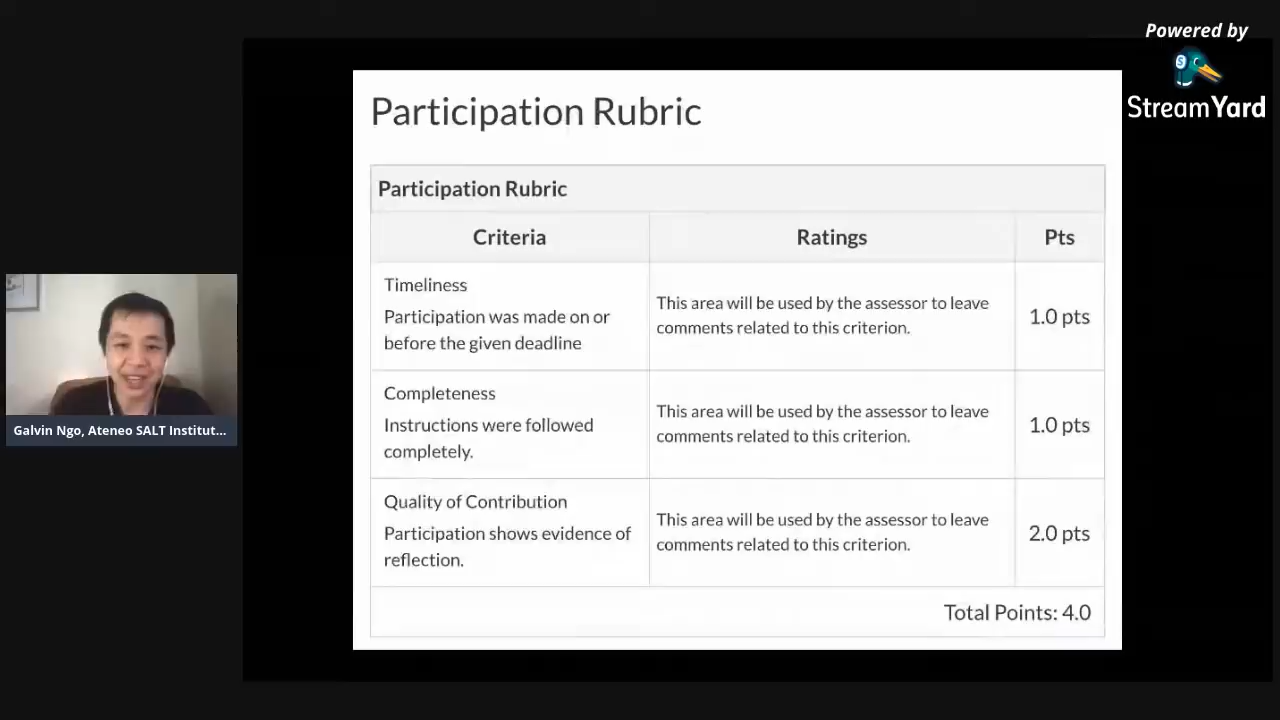 Powered by
StreamYard
Participation Rubric
Participation Rubric
Criteria
Ratings
Pts
Timeliness
Participation was made on or
before the given deadline
This area will be used by the assessor to leave
comments related to this criterion.
1.0 pts
Completeness
Instructions were followed
completely.
This area will be used by the assessor to leave
comments related to this criterion.
1.0 pts
Quality of Contribution
Participation shows evidence of
reflection.
This area will be used by the assessor to leave
comments related to this criterion.
2.0 pts
Total Points: 4.0
Galvin Ngo, Ateneo SALT Institut...